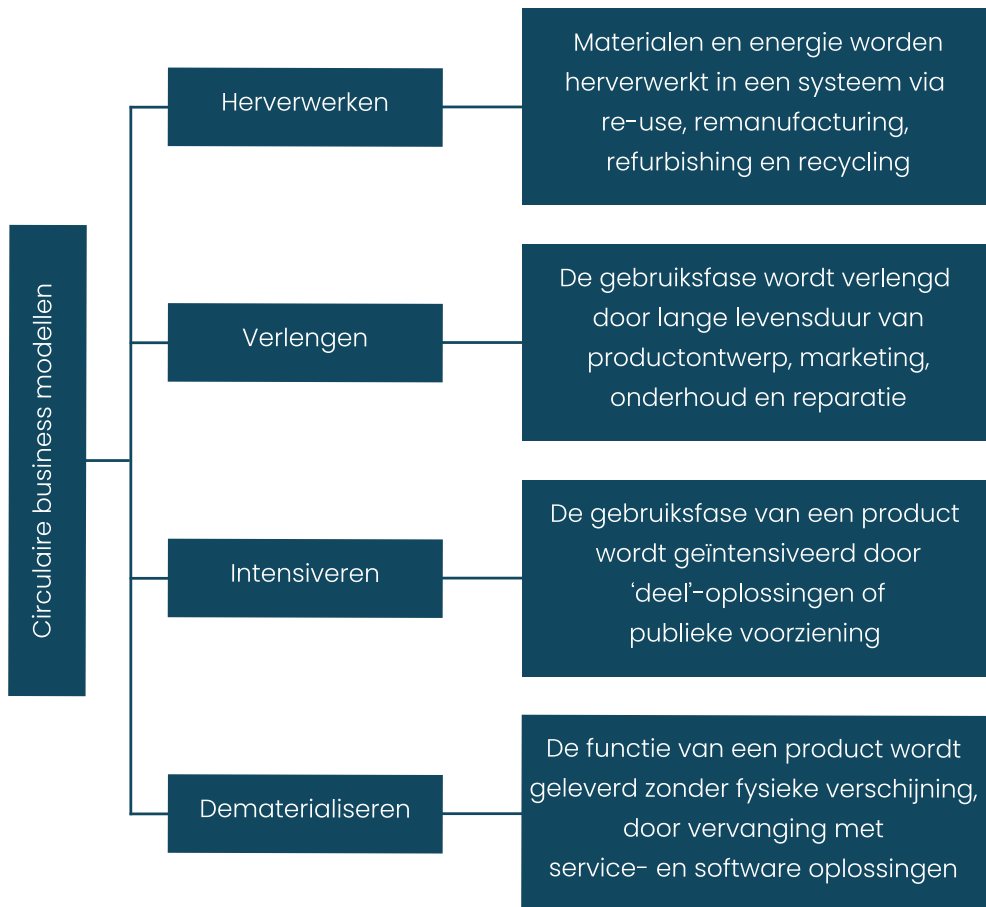 Circulaire business modellen
Herverwerken
Materialen en energie worden
herverwerkt in een systeem via
re-use, remanufacturing,
refurbishing en recycling
Verlengen
De gebruiksfase wordt verlengd
door lange levensduur van
productontwerp, marketing,
onderhoud en reparatie
Intensiveren
De gebruiksfase van een product
wordt geïntensiveerd door
‘deel’-oplossingen of
publieke voorziening
Dematerialiseren
De functie van een product wordt
geleverd zonder fysieke verschijning,
door vervanging met
service- en software oplossingen